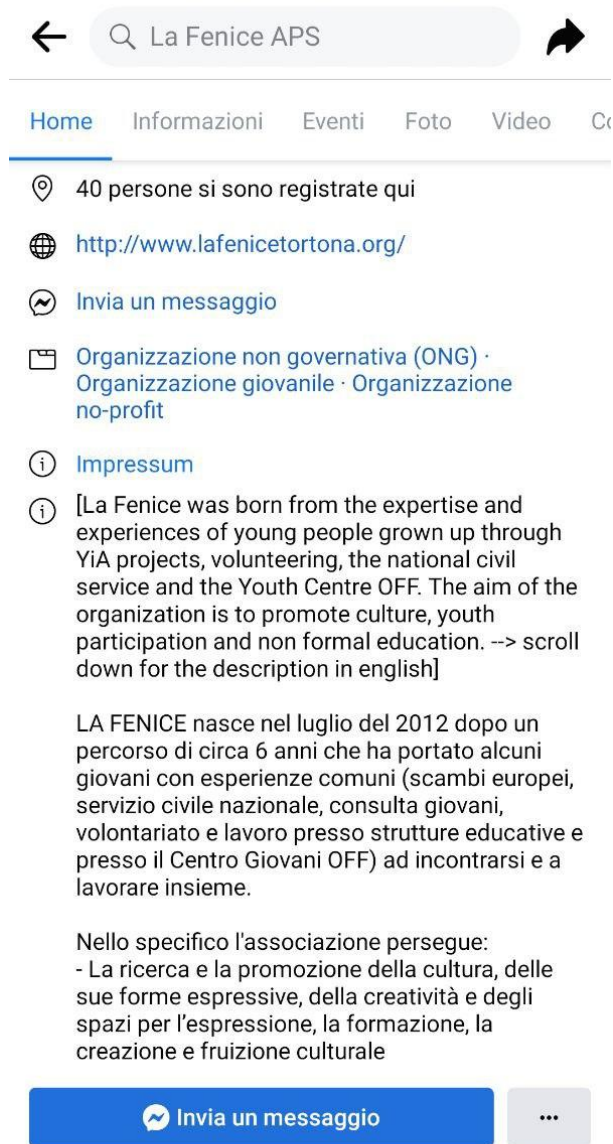 La Fenice APS
Home Informazioni Eventi Foto Video Co
40 persone si sono registrate qui
http://www.lafenicetortona.org/
Invia un messaggio
Organizzazione non governativa (ONG) ·
Organizzazione giovanile · Organizzazione
no-profit
Impressum
[La Fenice was born from the expertise and
experiences of young people grown up through
YiA projects, volunteering, the national civil
service and the Youth Centre OFF. The aim of the
organization is to promote culture, youth
participation and non formal education. --> scroll
down for the description in english]
LA FENICE nasce nel luglio del 2012 dopo un
percorso di circa 6 anni che ha portato alcuni
giovani con esperienze comuni (scambi europei,
servizio civile nazionale, consulta giovani,
volontariato e lavoro presso strutture educative e
presso il Centro Giovani OFF) ad incontrarsi e a
lavorare insieme.
Nello specifico l'associazione persegue:
- La ricerca e la promozione della cultura, delle
sue forme espressive, della creatività e degli
spazi per l’espressione, la formazione, la
creazione e fruizione culturale
Invia un messaggio